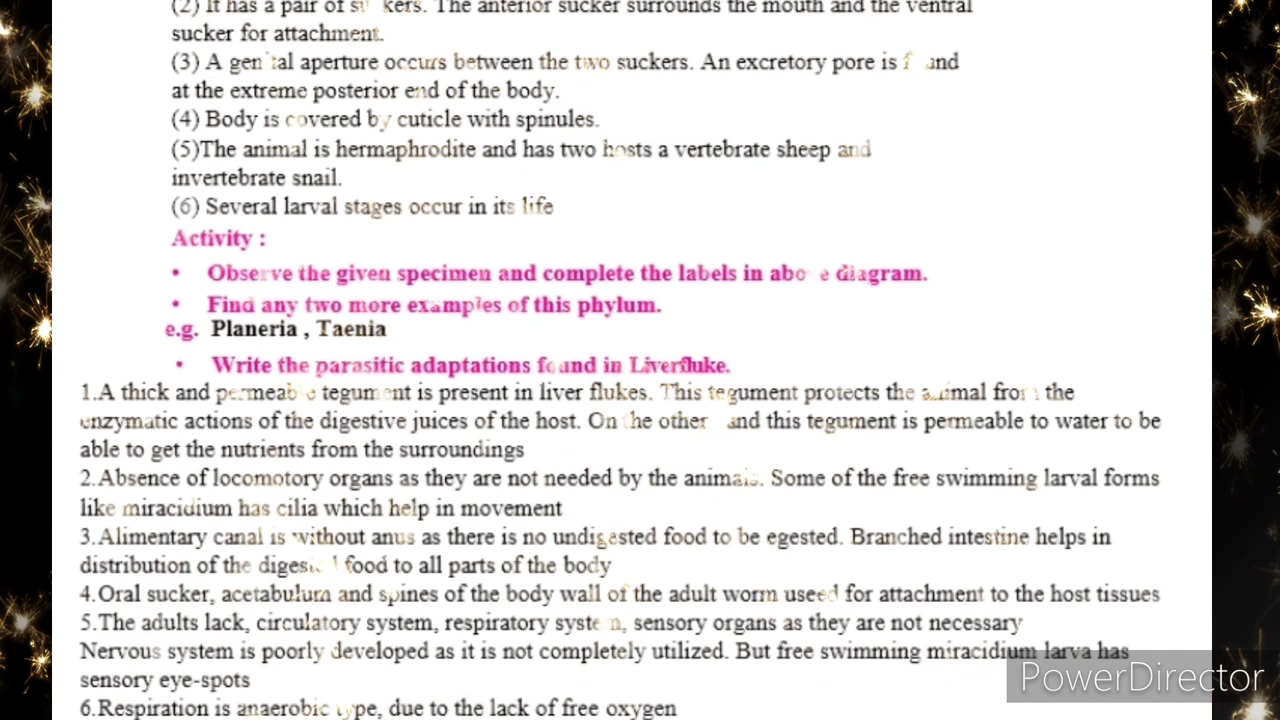 (2) It has a pair of suckers. The anterior sucker surrounds the mouth and the ventral
sucker for attachment.
(3) A genital aperture occurs between the two suckers. An excretory pore is found
at the extreme posterior end of the body.
(4) Body is covered by cuticle with spinules.
(5)The animal is hermaphrodite and has two hosts a vertebrate sheep and
invertebrate snail.
(6) Several larval stages occur in its life
Activity :
• Observe the given specimen and complete the labels in above diagram.
• Find any two more examples of this phylum.
e.g. Planeria , Taenia
• Write the parasitic adaptations found in Liverfluke.
1.A thick and permeable tegument is present in liver flukes. This tegument protects the animal from the
enzymatic actions of the digestive juices of the host. On the other hand this tegument is permeable to water to be
able to get the nutrients from the surroundings
2.Absence of locomotory organs as they are not needed by the animals. Some of the free swimming larval forms
like miracidium has cilia which help in movement
3.Alimentary canal is without anus as there is no undigested food to be egested. Branched intestine helps in
distribution of the digested food to all parts of the body
4.Oral sucker, acetabulum and spines of the body wall of the adult worm useed for attachment to the host tissues
5.The adults lack, circulatory system, respiratory system, sensory organs as they are not necessary
Nervous system is poorly developed as it is not completely utilized. But free swimming miracidium larva has
sensory eye-spots
6.Respiration is anaerobic type, due to the lack of free oxygen
PowerDirector